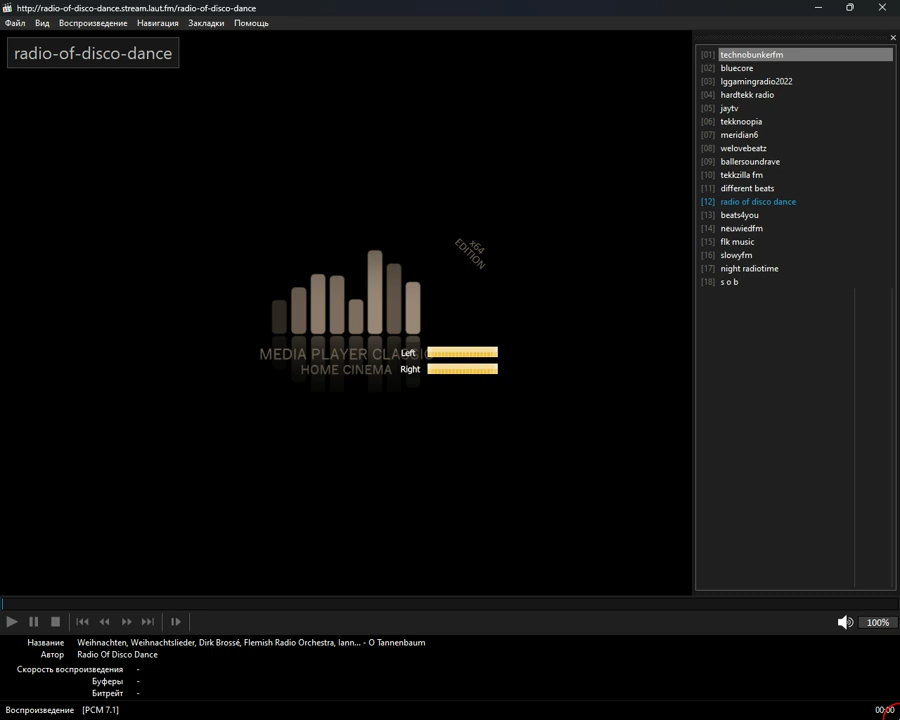 http://radio-of-disco-dance.stream.laut.fm/radio-of-disco-dance
Файл Вид Воспроизведение Навигация Закладки Помощь
radio-of-disco-dance
[01] technobunkerfm
[02] bluecore
[03] lggamingradio2022
[04] hardtekk radio
[05] jaytv
[06] tekknoopia
[07] meridian6
[08] welovebeatz
[09] ballersoundrave
[10] tekkzilla fm
[11] different beats
[12] radio of disco dance
[13] beats4you
[14] neuwiedfm
[15] flk music
[16] slowyfm
[17] night radiotime
[18] s o b
x64
EDITION
MEDIA PLAYER CLASSIC
HOME CINEMA
Left
Right
100%
Название Weihnachten, Weihnachtslieder, Dirk Brossé, Flemish Radio Orchestra, Iann... - O Tannenbaum
Автор Radio Of Disco Dance
Скорость воспроизведения -
Буферы -
Битрейт -
Воспроизведение [PCM 7.1] 00:00